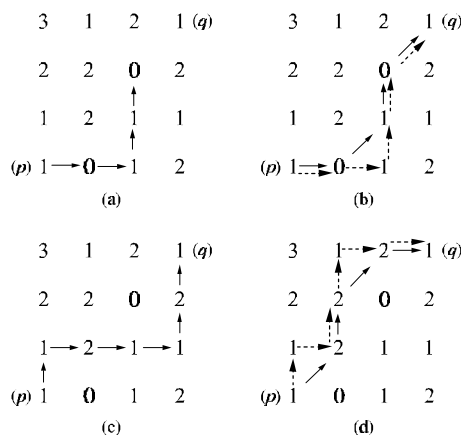 3 1 2 1 (q)
2 2 0 2
1 2 1 1
(p) 1 0 1 2
(a)
3 1 2 1 (q)
2 2 0 2
1 2 1 1
(p) 1 0 1 2
(b)
3 1 2 1 (q)
2 2 0 2
1 2 1 1
(p) 1 0 1 2
(c)
3 1 2 1 (q)
2 2 0 2
1 2 1 1
(p) 1 0 1 2
(d)